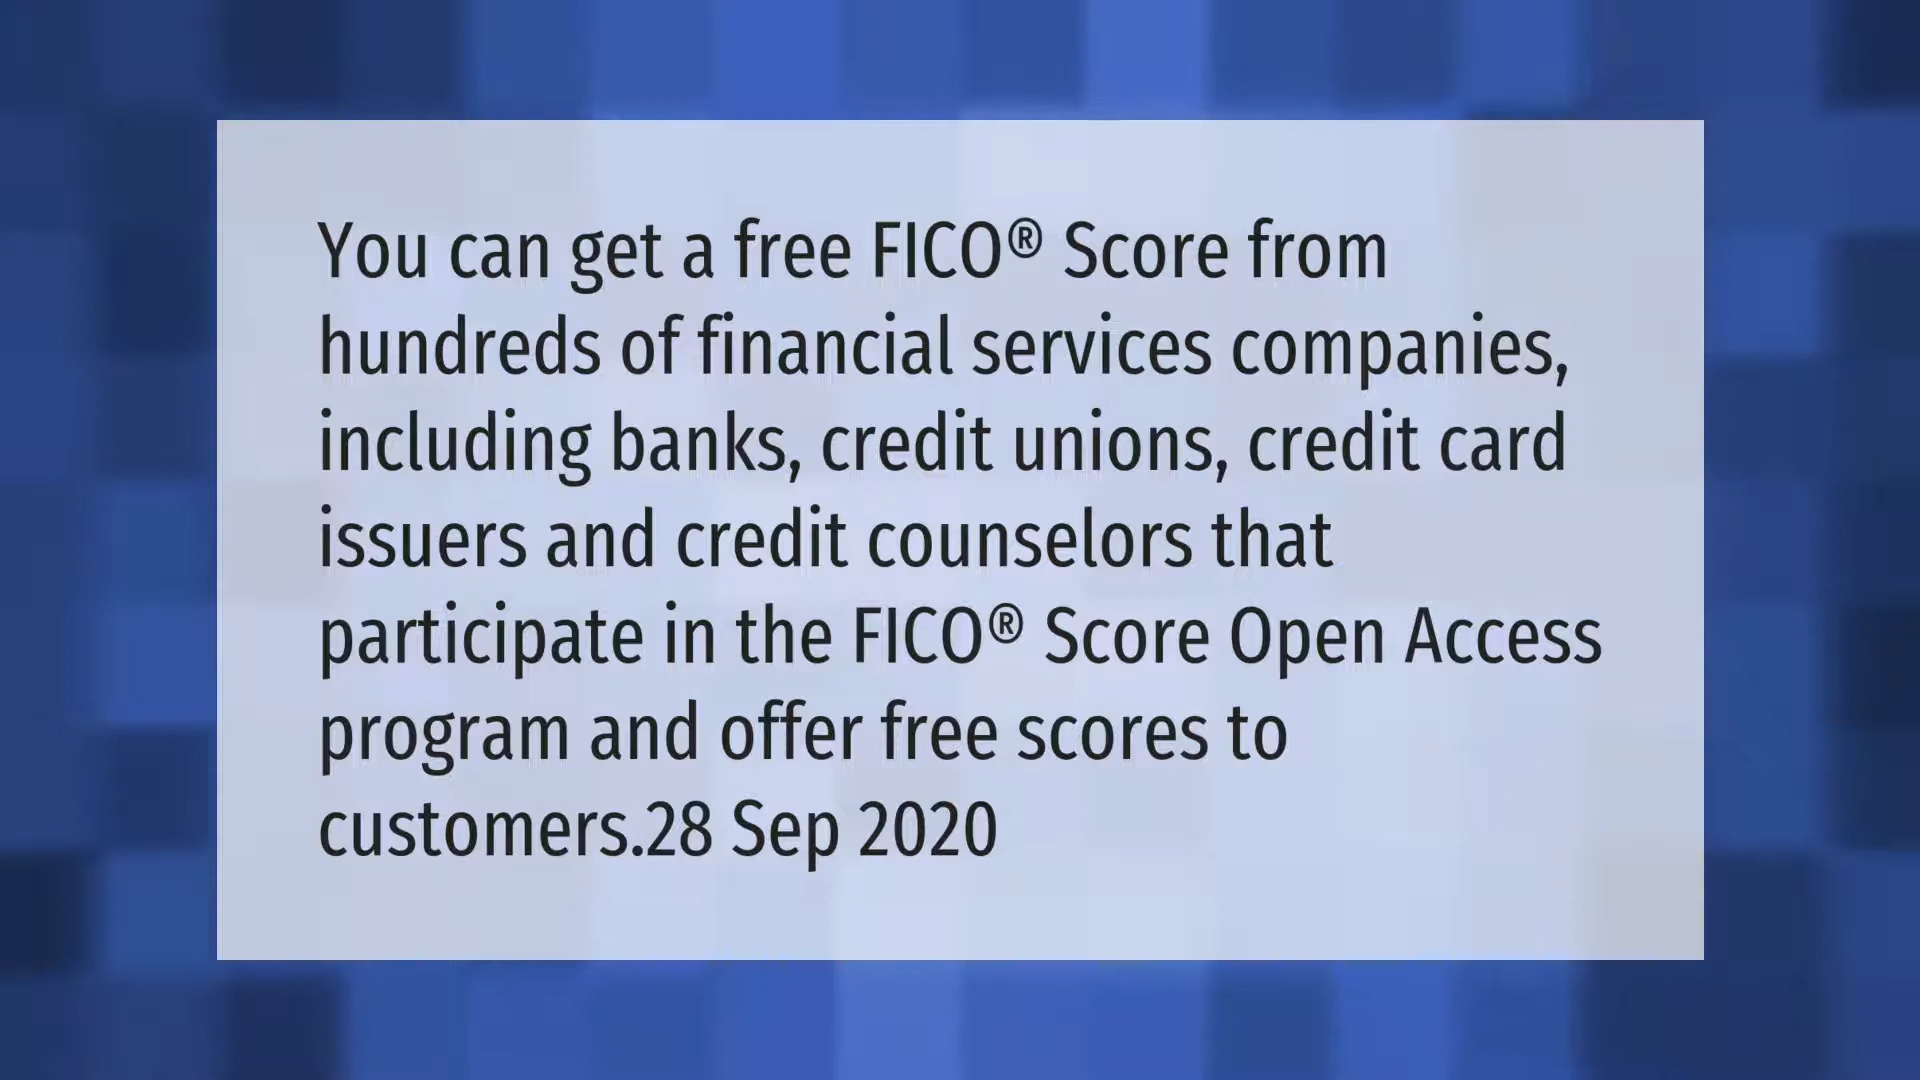 You can get a free FICO® Score from
hundreds of financial services companies,
including banks, credit unions, credit card
issuers and credit counselors that
participate in the FICO® Score Open Access
program and offer free scores to
customers.28 Sep 2020